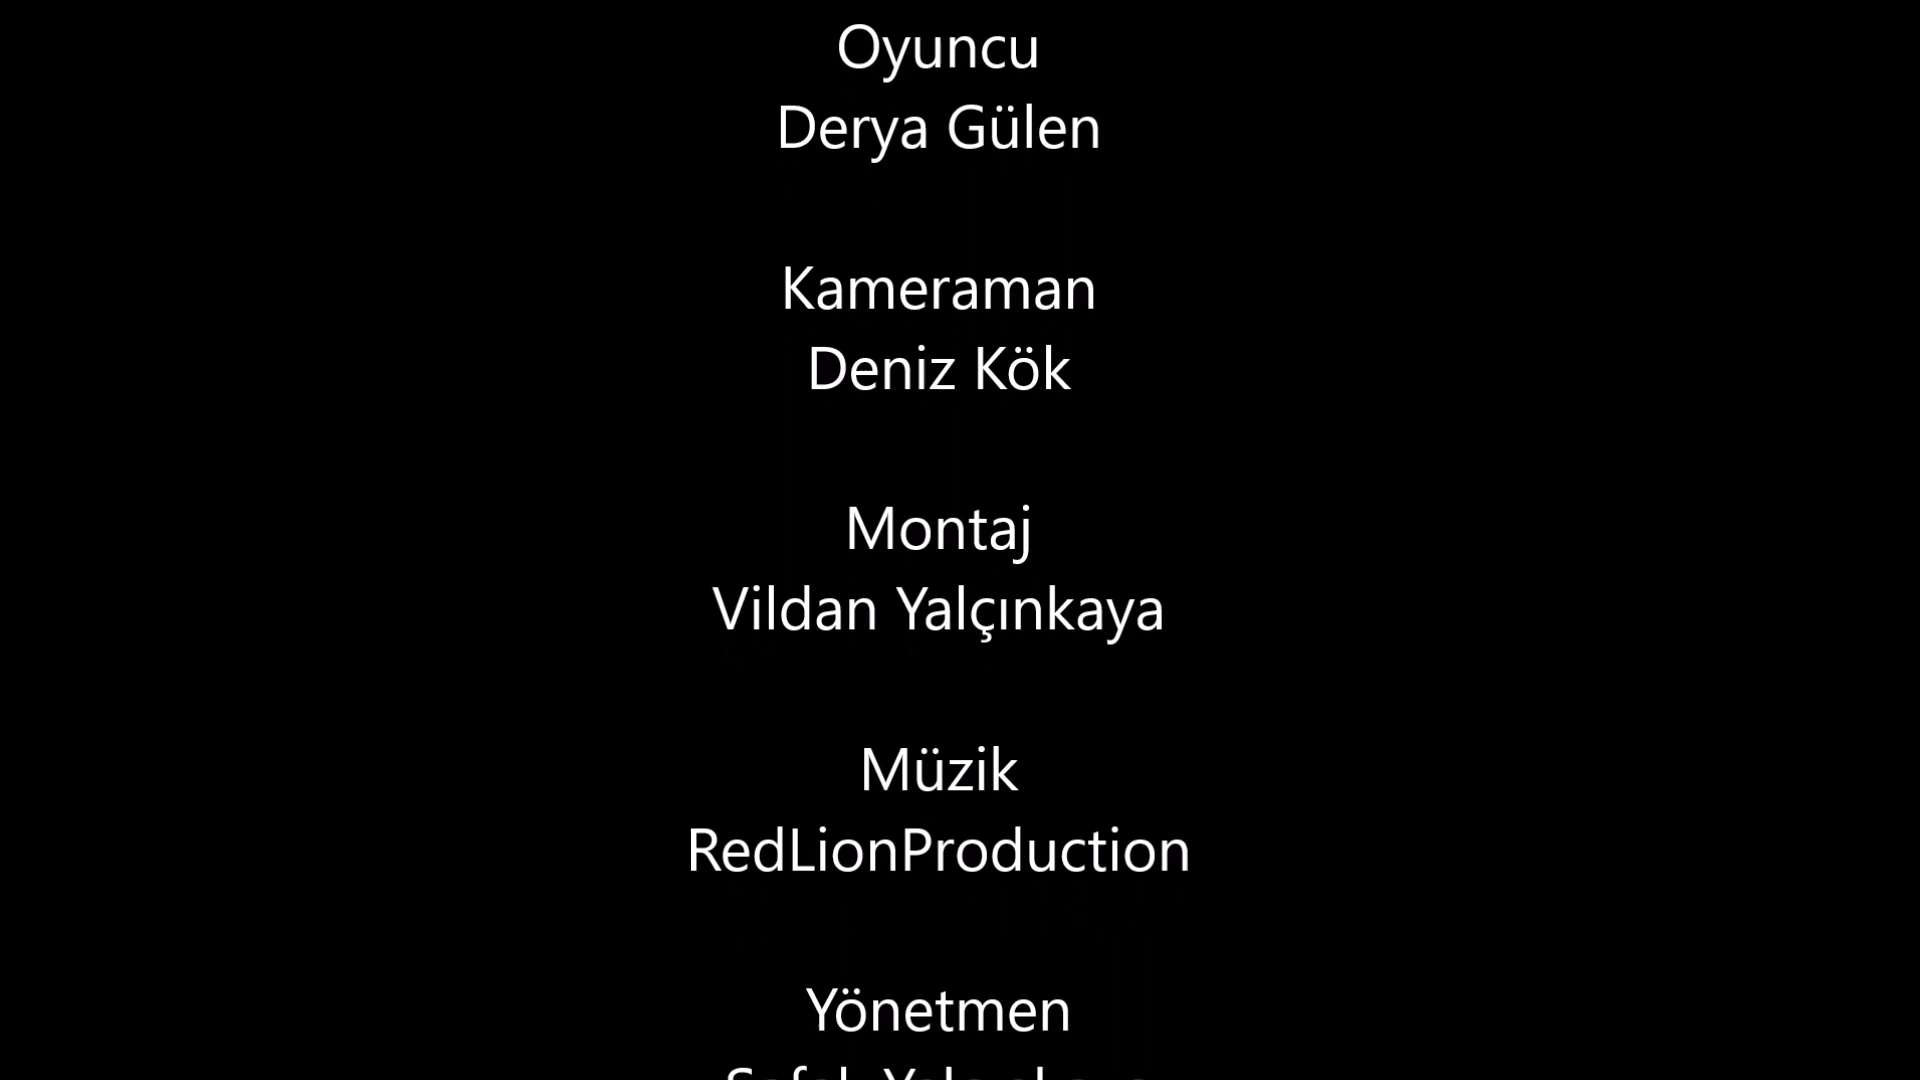 Oyuncu
Derya Gülen
Kameraman
Deniz Kök
Montaj
Vildan Yalçınkaya
Müzik
RedLionProduction
Yönetmen